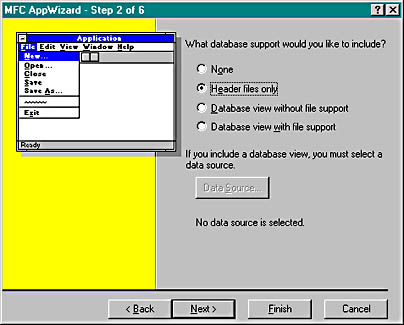 MFC AppWizard - Step 2 of 6
Application
File Edit View Window Help
New...
Open...
Close
Save
Save As...
Exit
Ready
What database support would you like to include?
None
Header files only
Database view without file support
Database view with file support
If you include a database view, you must select a
data source.
Data Source...
No data source is selected.
< Back
Next >
Finish
Cancel